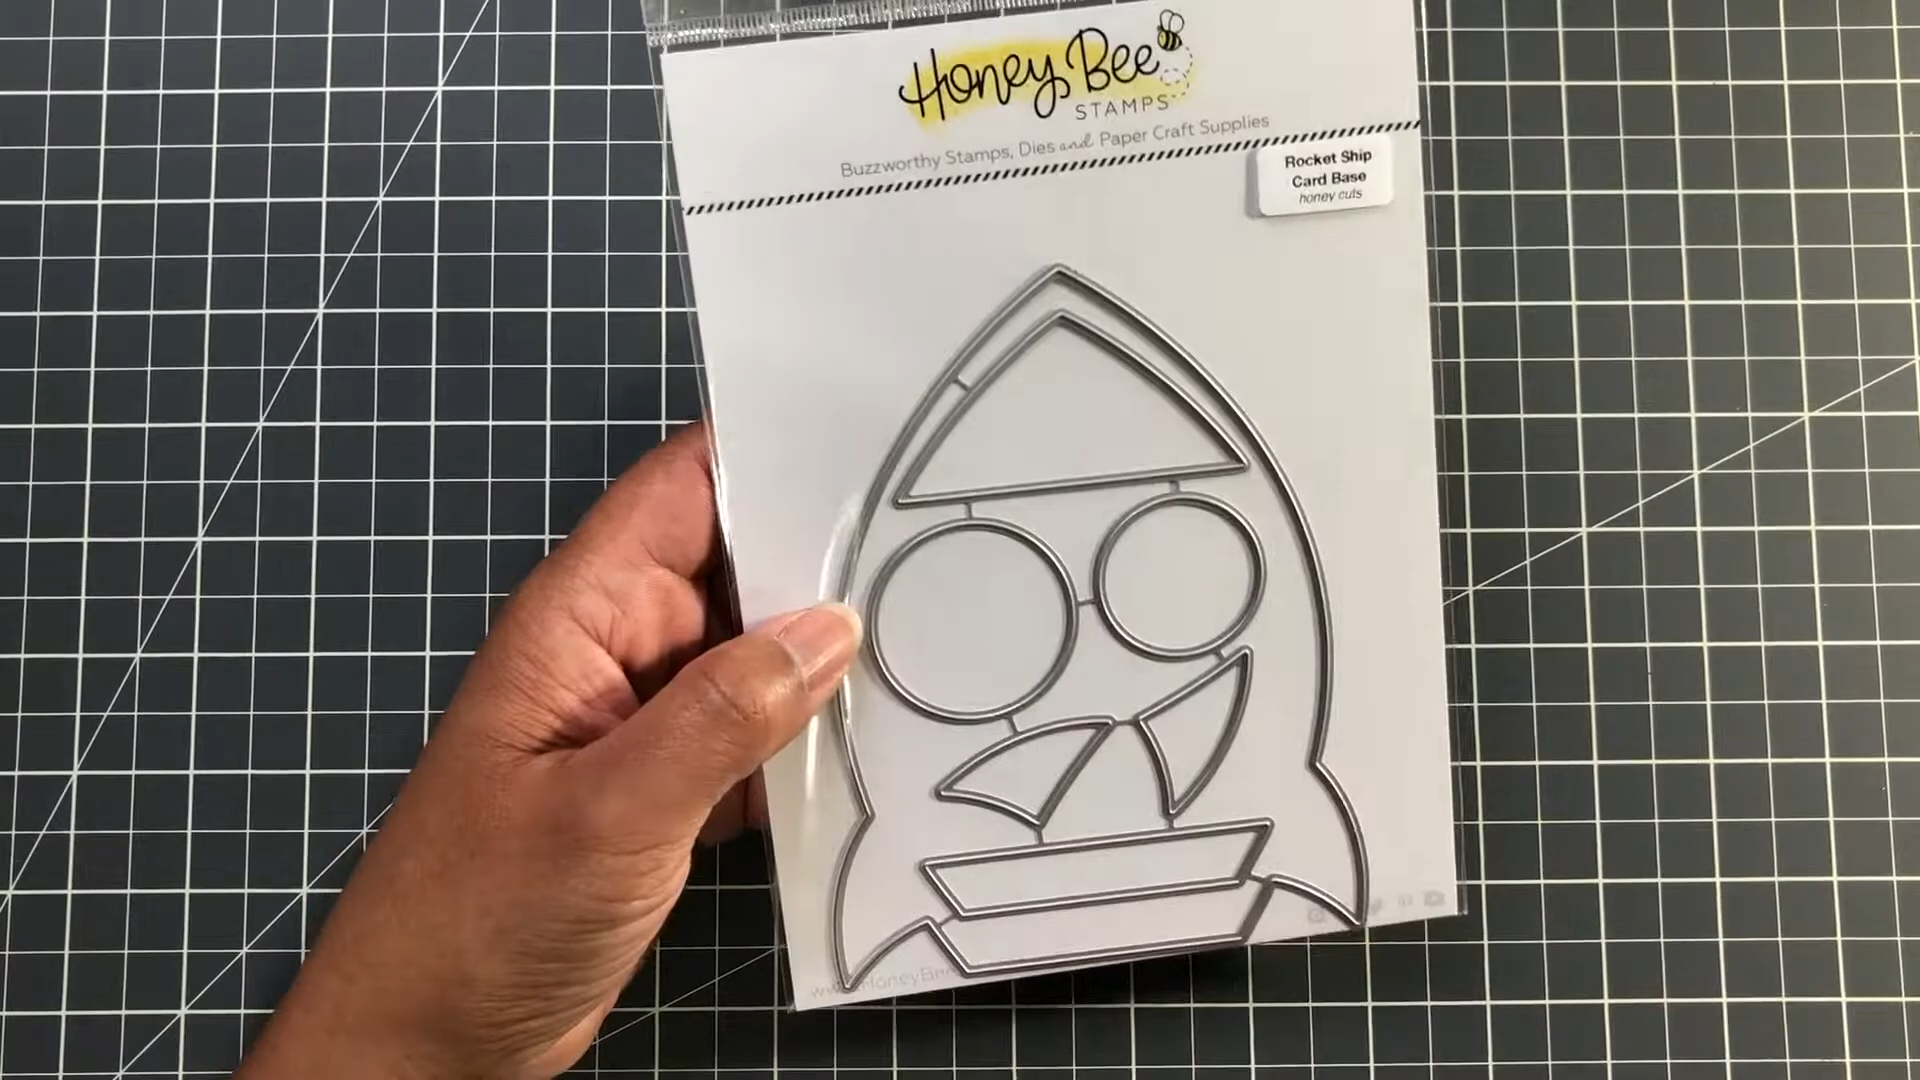 Honey Bee
STAMPS
Buzzworthy Stamps, Dies and Paper Craft Supplies
Rocket Ship
Card Base
honey cuts